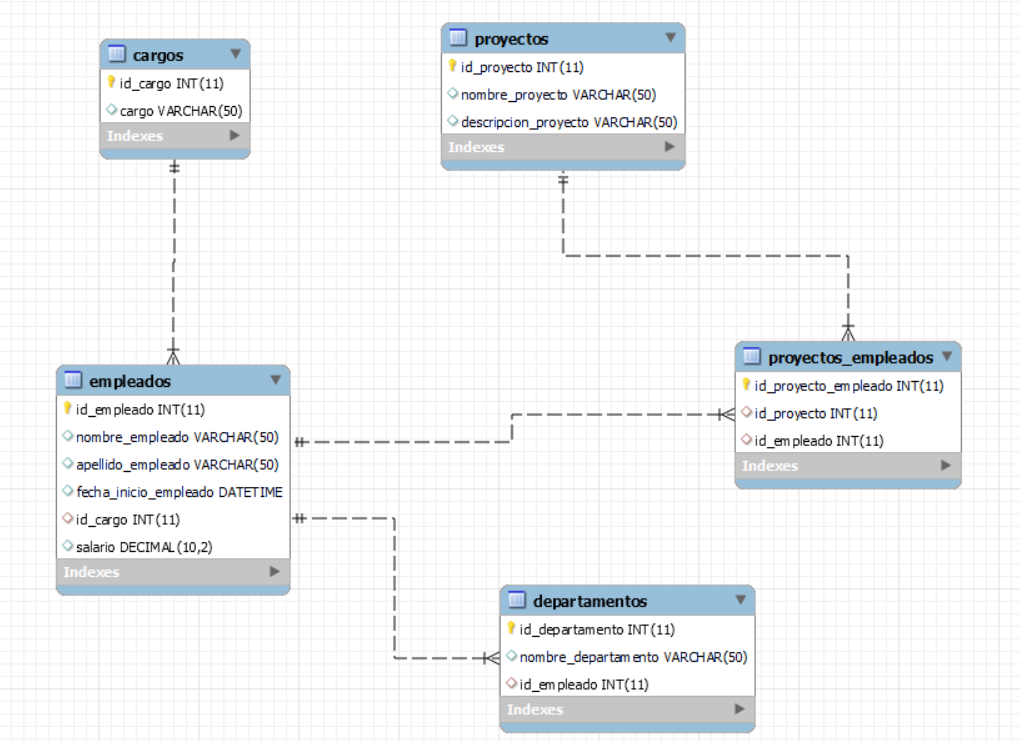 cargos
id_cargo INT(11)
cargo VARCHAR(50)
Indexes
proyectos
id_proyecto INT(11)
nombre_proyecto VARCHAR(50)
descripcion_proyecto VARCHAR(50)
Indexes
empleados
id_empleado INT(11)
nombre_empleado VARCHAR(50)
apellido_empleado VARCHAR(50)
fecha_inicio_empleado DATETIME
id_cargo INT(11)
salario DECIMAL(10,2)
Indexes
proyectos_empleados
id_proyecto_empleado INT(11)
id_proyecto INT(11)
id_empleado INT(11)
Indexes
departamentos
id_departamento INT(11)
nombre_departamento VARCHAR(50)
id_empleado INT(11)
Indexes